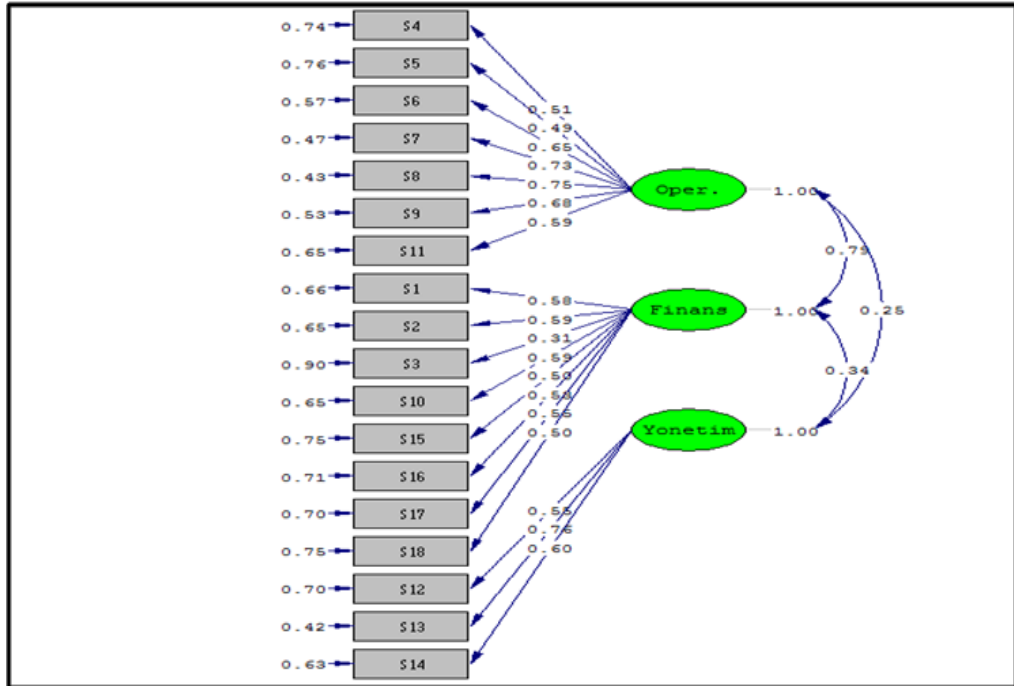 0.74 S4
0.76 S5
0.57 S6
0.47 S7
0.43 S8
0.53 S9
0.65 S11
0.66 S1
0.65 S2
0.90 S3
0.65 S10
0.75 S15
0.71 S16
0.70 S17
0.75 S18
0.70 S12
0.42 S13
0.63 S14
0.51
0.49
0.65
0.73
0.75
0.68
0.59
0.58
0.59
0.31
0.59
0.50
0.55
0.50
0.55
0.76
0.60
Oper. 1.00
Finans 1.00
Yonetim 1.00
0.79
0.25
0.34